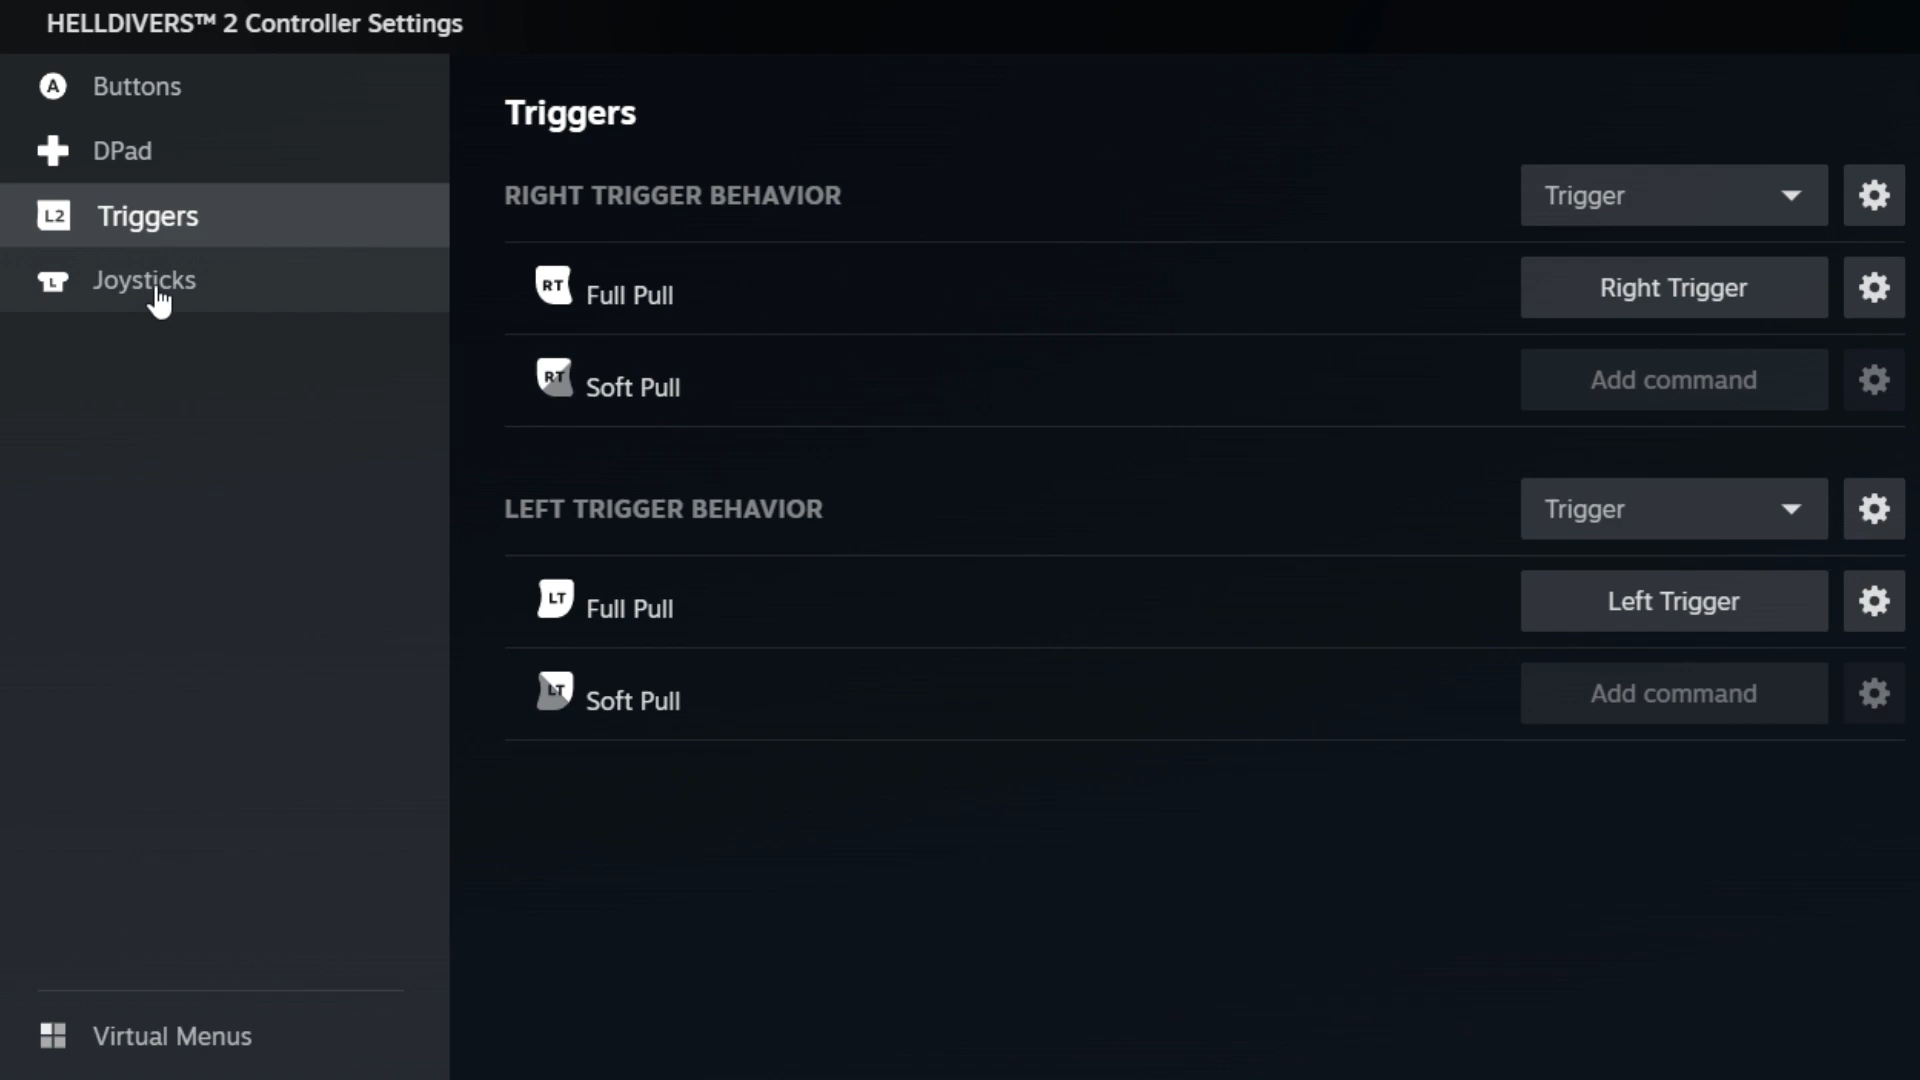 HELLDIVERS™ 2 Controller Settings
A Buttons
DPad
L2 Triggers
L Joysticks
Virtual Menus
Triggers
RIGHT TRIGGER BEHAVIOR Trigger
RT Full Pull Right Trigger
RT Soft Pull Add command
LEFT TRIGGER BEHAVIOR Trigger
LT Full Pull Left Trigger
LT Soft Pull Add command